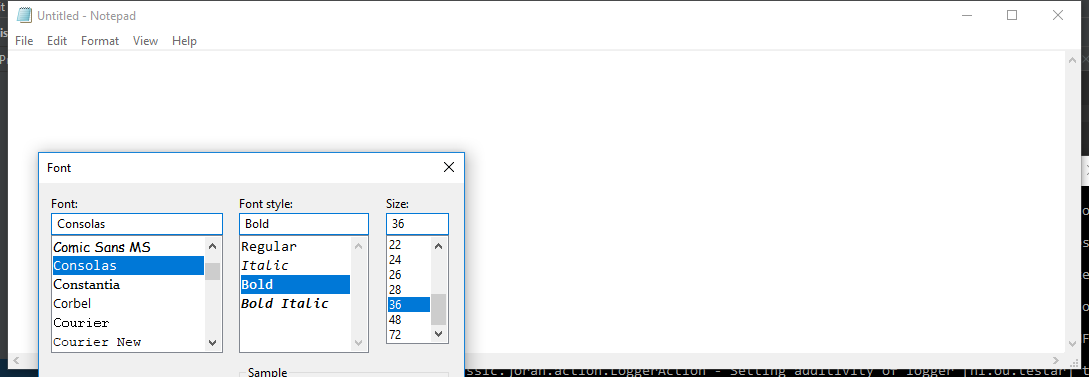 Untitled - Notepad
File Edit Format View Help
Font
Font: Font style: Size:
Consolas Bold 36
Comic Sans MS Regular 22
Consolas Italic 24
Constantia Bold 26
Corbel Bold Italic 28
Courier 36
Courier New 48
72
Sample
ssic.joran.action.LoggerAction - Setting additivity of logger [nl.ou.testar]